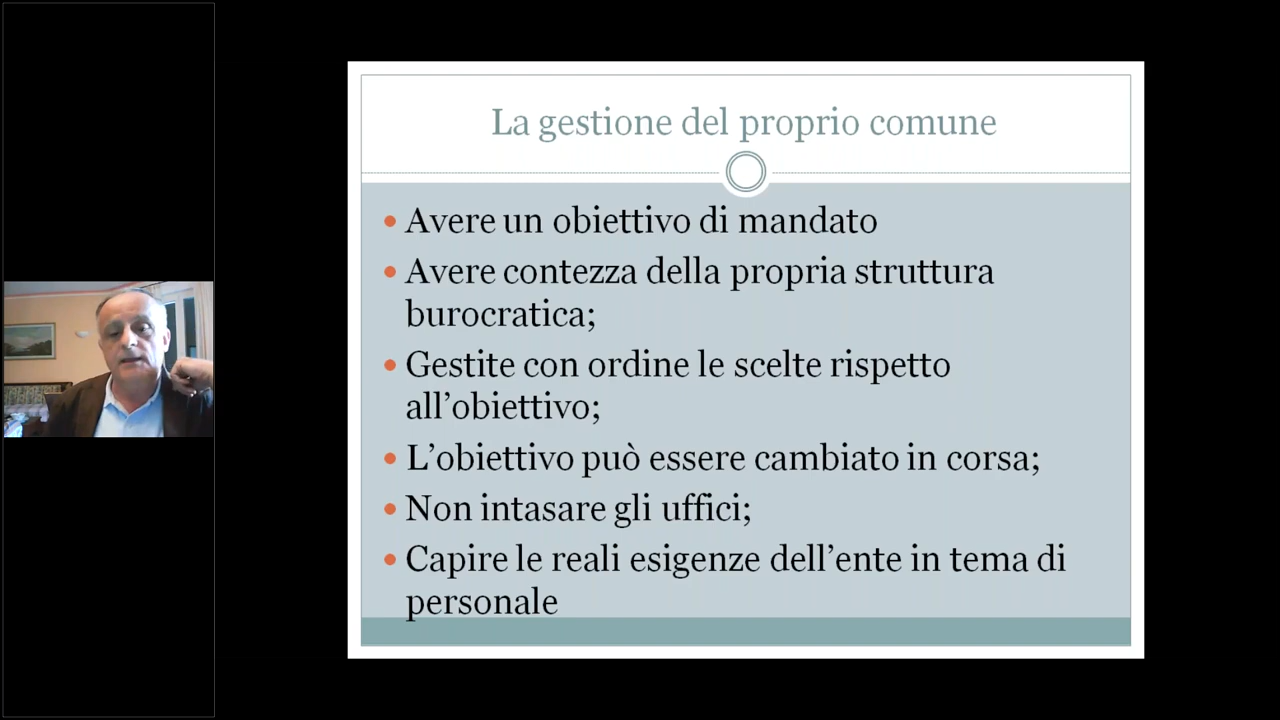 La gestione del proprio comune
• Avere un obiettivo di mandato
• Avere contezza della propria struttura
burocratica;
• Gestite con ordine le scelte rispetto
all’obiettivo;
• L’obiettivo può essere cambiato in corsa;
• Non intasare gli uffici;
• Capire le reali esigenze dell’ente in tema di
personale